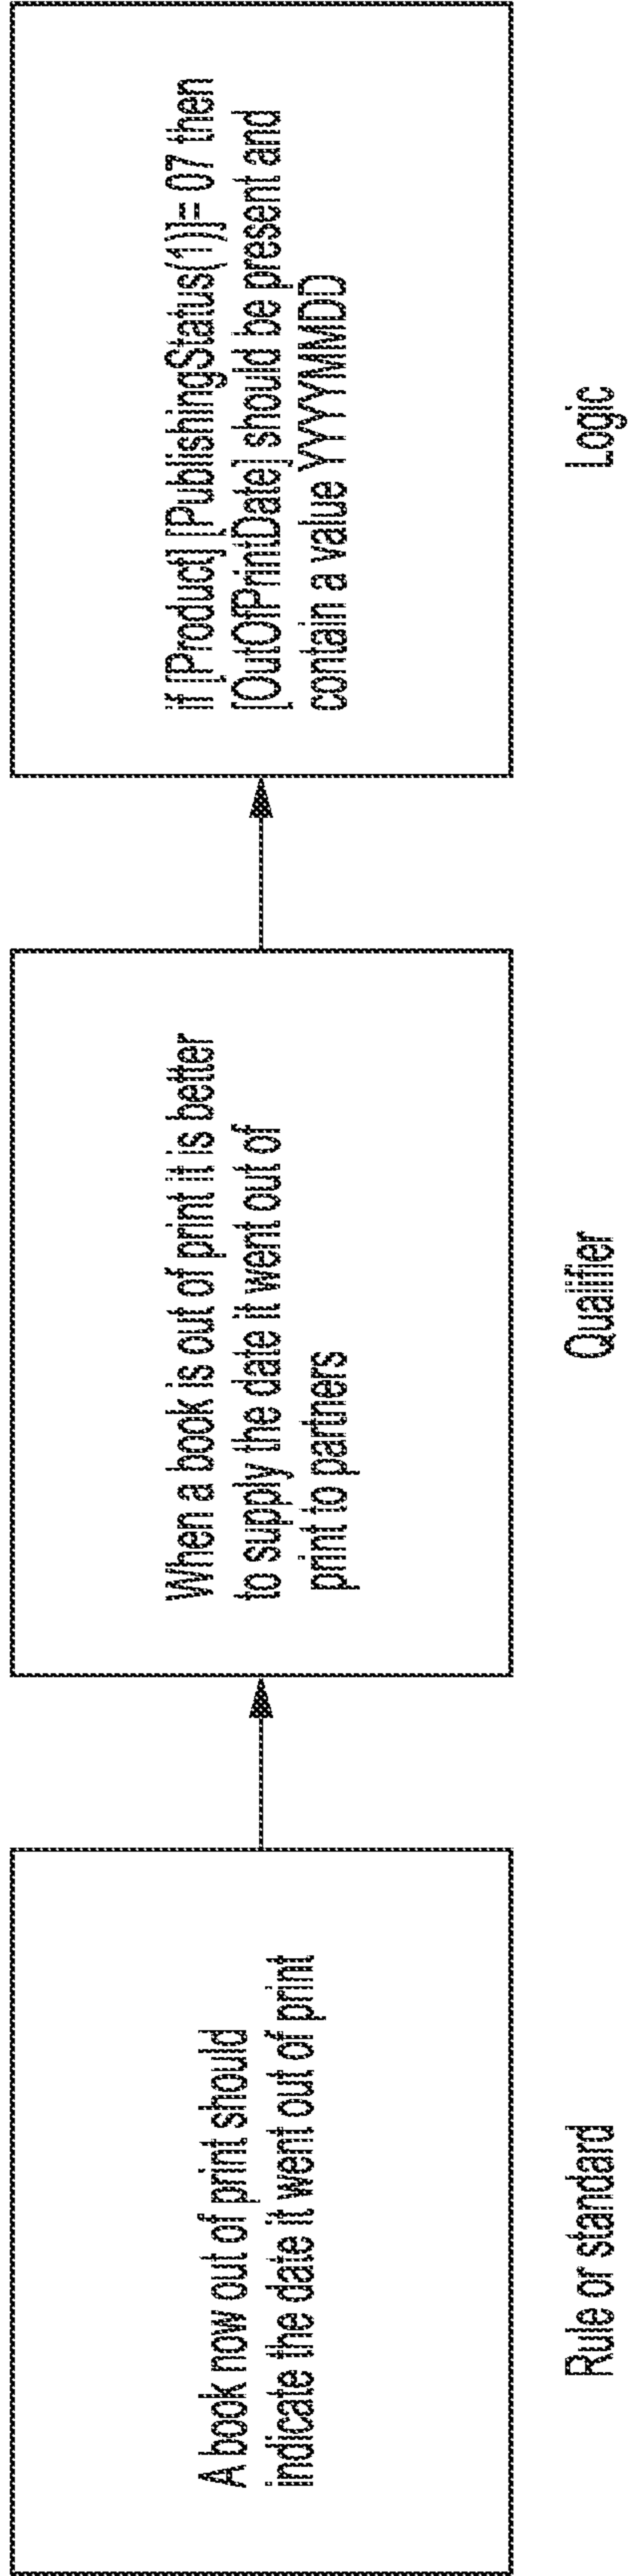 A book now out of print should
indicate the date it went out of print
Rule or standard
When a book is out of print it is better
to supply the date it went out of
print to partners
Qualifier
if [Product] [PublishingStatus(1)]= 07 then
[OutOfPrintDate] should be present and
contain a value YYYYMMDD
Logic